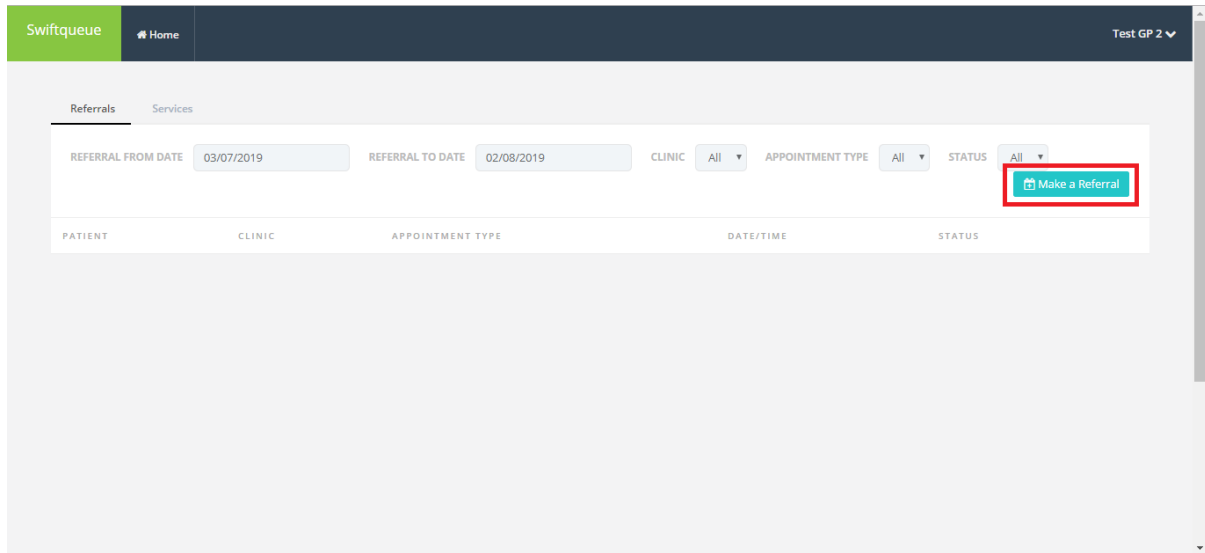 Swiftqueue Home Test GP 2
Referrals Services
REFERRAL FROM DATE 03/07/2019 REFERRAL TO DATE 02/08/2019 CLINIC All APPOINTMENT TYPE All STATUS All
Make a Referral
PATIENT CLINIC APPOINTMENT TYPE DATE/TIME STATUS